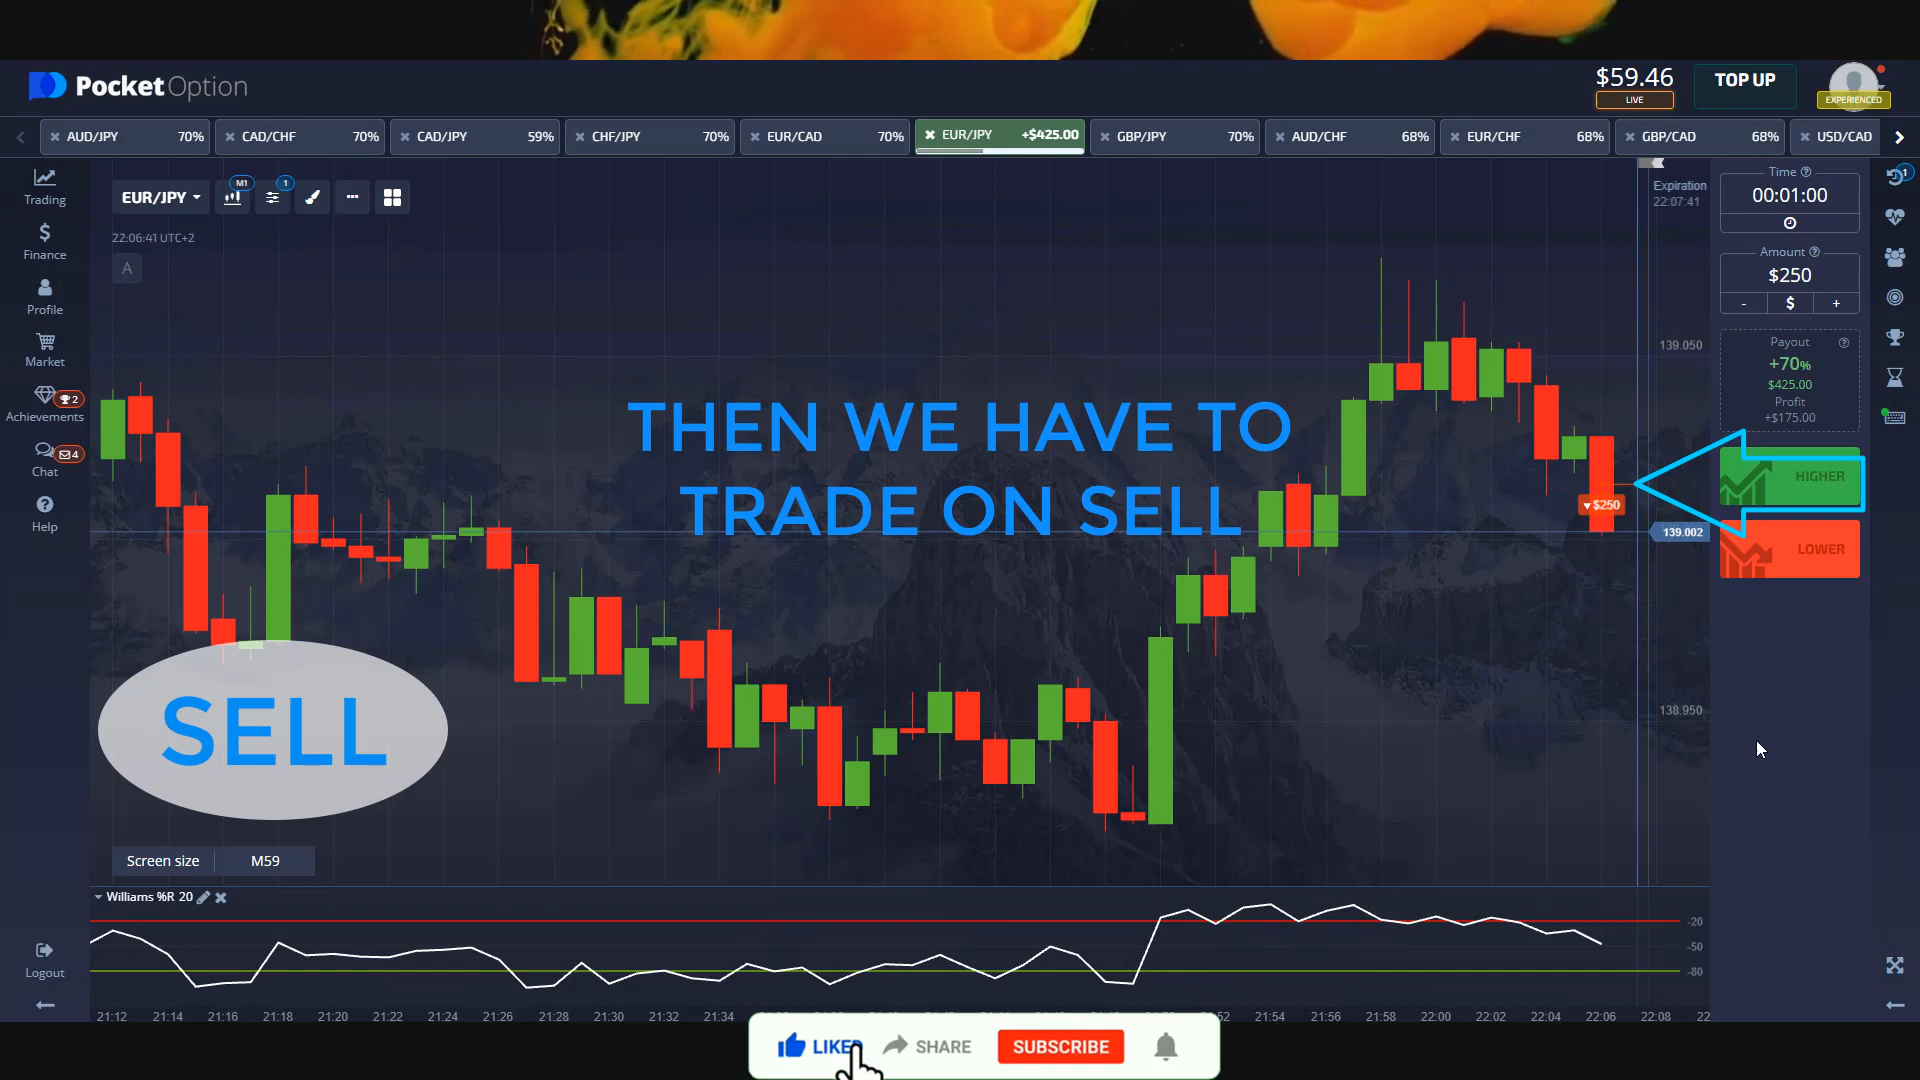 PocketOption
$59.46
LIVE
TOP UP
EXPERIENCED
AUD/JPY 70%
CAD/CHF 70%
CAD/JPY 59%
CHF/JPY 70%
EUR/CAD 70%
EUR/JPY +$425.00
GBP/JPY 70%
AUD/CHF 68%
EUR/CHF 68%
GBP/CAD 68%
USD/CAD
Trading
Finance
Profile
Market
2
Achievements
4
Chat
Help
Logout
EUR/JPY
M1
1
22:06:41 UTC+2
A
Expiration
22:07:41
THEN WE HAVE TO
TRADE ON SELL
SELL
139.050
$250
139.002
138.950
Time
00:01:00
Amount
$250
- $ +
Payout
+70%
$425.00
Profit
+$175.00
HIGHER
LOWER
1
Screen size M59
Williams %R 20
-20
-50
-80
21:12 21:14 21:16 21:18 21:20 21:22 21:24 21:26 21:28 21:30 21:32 21:34 21:54 21:56 21:58 22:00 22:02 22:04 22:06 22:08
LIKED
SHARE
SUBSCRIBE